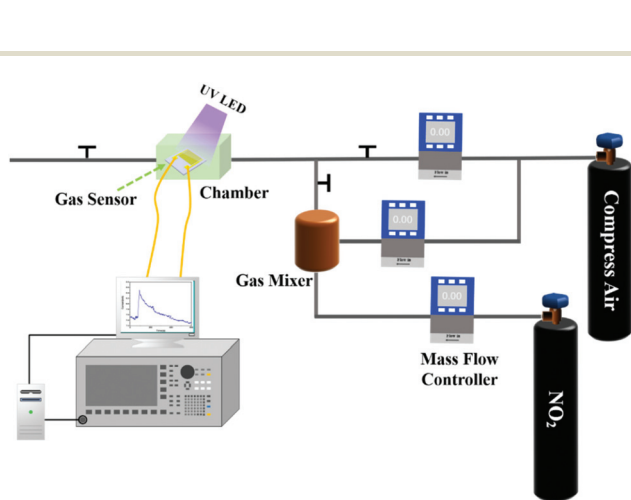 UV LED
0.00
Gas Sensor
Chamber
Compress Air
0.00
Gas Mixer
0.00
Mass Flow
Controller
NO₂